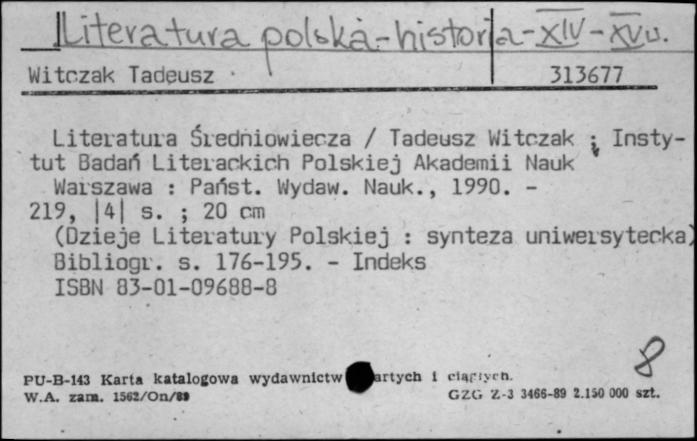 Literatura polska - historja - XIV - XV w.
Witczak Tadeusz 313677
Literatura Średniowiecza / Tadeusz Witczak ; Insty-
tut Badań Literackich Polskiej Akademii Nauk
Warszawa : Państ. Wydaw. Nauk., 1990. -
219, |4| s. ; 20 cm
(Dzieje Literatury Polskiej : synteza uniwersytecka)
Bibliogr. s. 176-195. - Indeks
ISBN 83-01-09688-8
8
PU-B-143 Karta katalogowa wydawnictw artych i ciągłych.
W.A. zam. 1562/On/89 GZG Z-3 3466-89 2.150 000 szt.